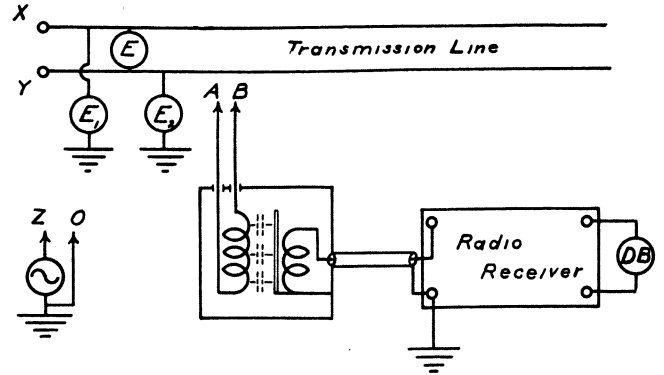 X
E
Transmission Line
Y
E₁
E₂
A B
Z O
Radio
Receiver
DB